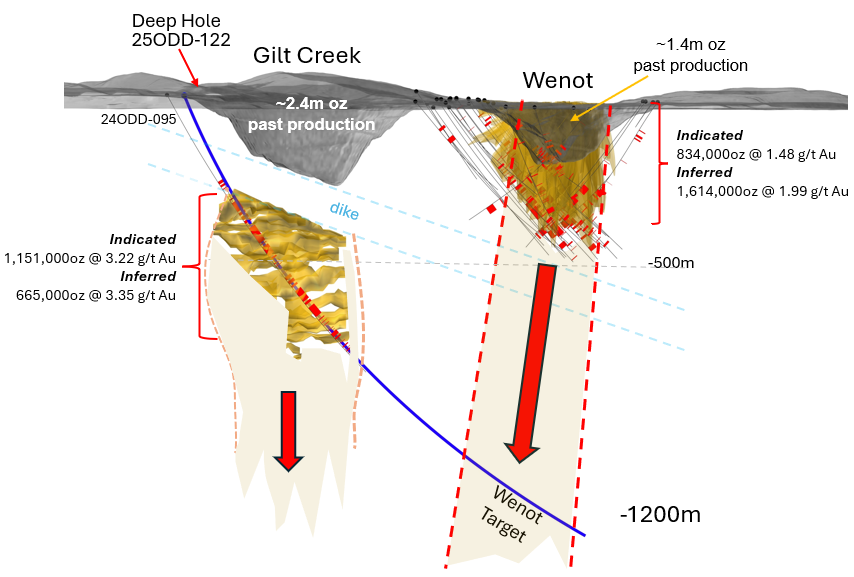 Deep Hole
25ODD-122
Gilt Creek
~1.4m oz
past production
Wenot
~2.4m oz
past production
24ODD-095
Indicated
834,000oz @ 1.48 g/t Au
Inferred
1,614,000oz @ 1.99 g/t Au
dike
Indicated
1,151,000oz @ 3.22 g/t Au
Inferred
665,000oz @ 3.35 g/t Au
-500m
Wenot
Target
-1200m